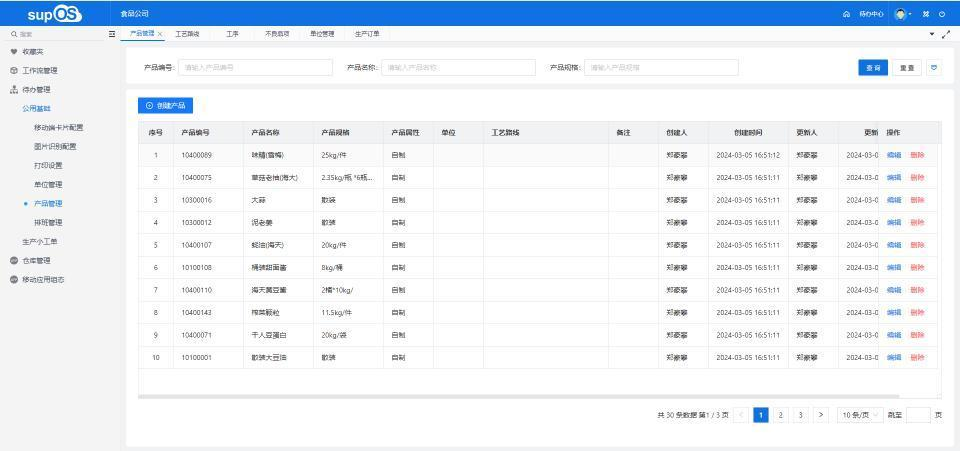 supOS
食品公司
待办中心
搜索
产品管理 工艺路线 工序 不良品项 单位管理 生产订单
收藏夹
工作流管理
待办管理
公用基础
移动端卡片配置
图片识别配置
打印设置
单位管理
产品管理
排班管理
生产小工单
仓库管理
移动应用组态
产品编号: 请输入产品编号 产品名称: 请输入产品名称 产品规格: 请输入产品规格 查询 重置
创建产品
序号 产品编号 产品名称 产品规格 产品属性 单位 工艺路线 备注 创建人 创建时间 更新人 更新 操作
1 10400089 味精(雪梅) 25kg/件 自制 郑豪攀 2024-03-05 16:51:12 郑豪攀 2024-03-0 编辑 删除
2 10400075 草菇老抽(海天) 2.35kg/瓶 *6瓶... 自制 郑豪攀 2024-03-05 16:51:11 郑豪攀 2024-03-0 编辑 删除
3 10300016 大蒜 散装 自制 郑豪攀 2024-03-05 16:51:11 郑豪攀 2024-03-0 编辑 删除
4 10300012 泥老姜 散装 自制 郑豪攀 2024-03-05 16:51:11 郑豪攀 2024-03-0 编辑 删除
5 10400107 蚝油(海天) 20kg/件 自制 郑豪攀 2024-03-05 16:51:11 郑豪攀 2024-03-0 编辑 删除
6 10100108 桶装甜面酱 8kg/桶 自制 郑豪攀 2024-03-05 16:51:11 郑豪攀 2024-03-0 编辑 删除
7 10400110 海天黄豆酱 2桶*10kg/ 自制 郑豪攀 2024-03-05 16:51:11 郑豪攀 2024-03-0 编辑 删除
8 10400143 榨菜颗粒 11.5kg/件 自制 郑豪攀 2024-03-05 16:51:11 郑豪攀 2024-03-0 编辑 删除
9 10400071 千人豆蛋白 20kg/袋 自制 郑豪攀 2024-03-05 16:51:11 郑豪攀 2024-03-0 编辑 删除
10 10100001 散装大豆油 散装 自制 郑豪攀 2024-03-05 16:51:11 郑豪攀 2024-03-0 编辑 删除
共 30 条数据 第1 / 3 页 < 1 2 3 > 10 条/页 跳至 页